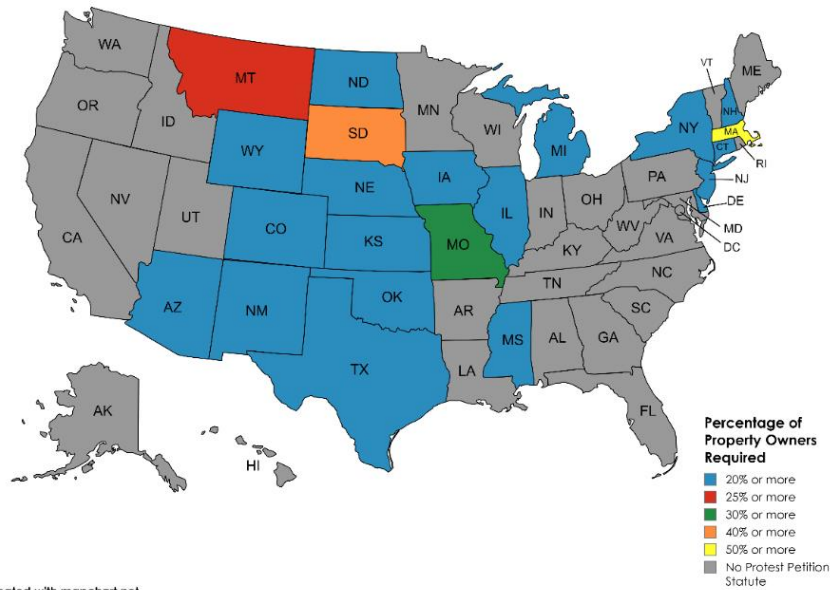 WA
MT
ND
MN
VT
ME
OR
ID
SD
WI
NH
NY
MA
WY
MI
CT
RI
NE
IA
PA
NJ
NV
UT
IL
IN
OH
DE
CO
MD
WV
KS
MO
VA
DC
CA
KY
NC
TN
AZ
NM
OK
AR
SC
MS
AL
GA
TX
LA
AK
FL
HI
Percentage of
Property Owners
Required
20% or more
25% or more
30% or more
40% or more
50% or more
No Protest Petition
Statute